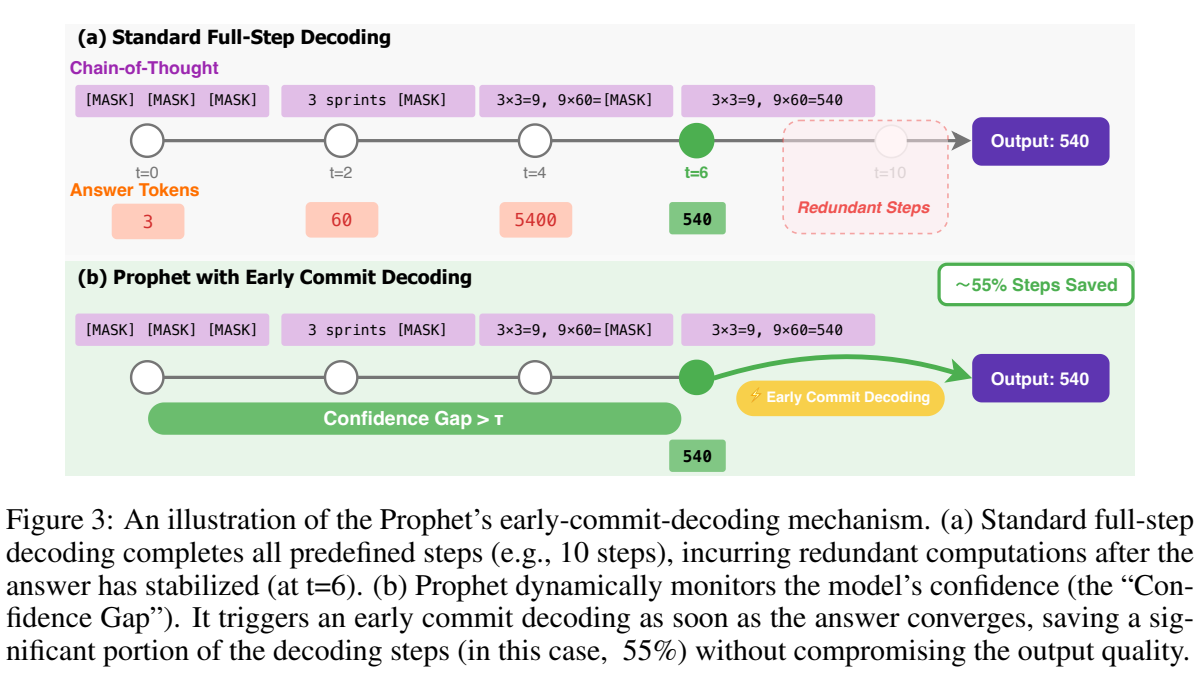 (a) Standard Full-Step Decoding
Chain-of-Thought
[MASK] [MASK] [MASK]
3 sprints [MASK]
3×3=9, 9×60=[MASK]
3×3=9, 9×60=540
Output: 540
t=0
t=2
t=4
t=6
t=10
Answer Tokens
3
60
5400
540
Redundant Steps
(b) Prophet with Early Commit Decoding
~55% Steps Saved
[MASK] [MASK] [MASK]
3 sprints [MASK]
3×3=9, 9×60=[MASK]
3×3=9, 9×60=540
Output: 540
⚡ Early Commit Decoding
Confidence Gap > τ
540
Figure 3: An illustration of the Prophet's early-commit-decoding mechanism. (a) Standard full-step
decoding completes all predefined steps (e.g., 10 steps), incurring redundant computations after the
answer has stabilized (at t=6). (b) Prophet dynamically monitors the model's confidence (the “Con-
fidence Gap”). It triggers an early commit decoding as soon as the answer converges, saving a sig-
nificant portion of the decoding steps (in this case, 55%) without compromising the output quality.